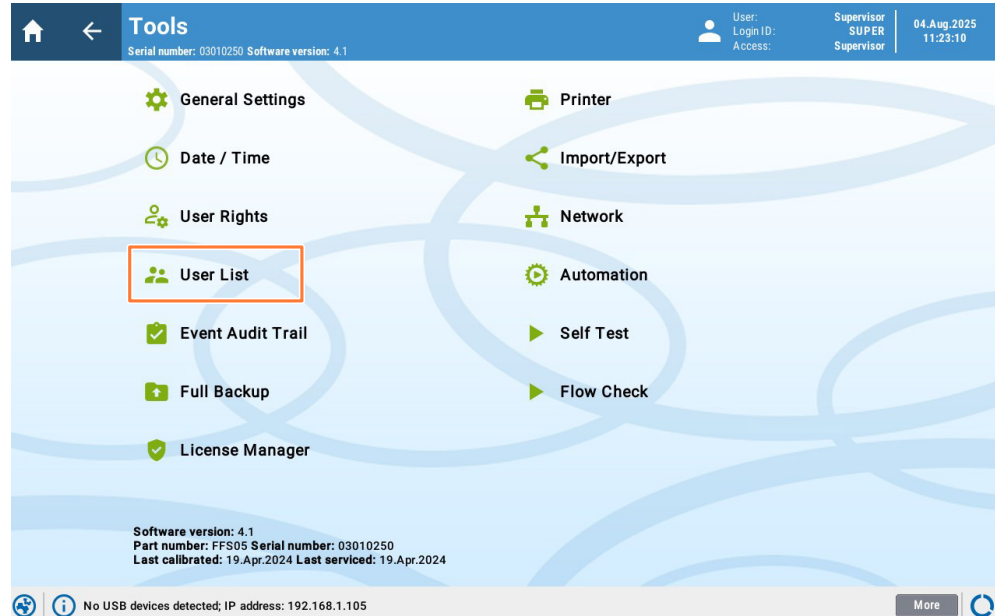 Tools
Serial number: 03010250 Software version: 4.1
User: Supervisor
Login ID: SUPER
Access: Supervisor
04.Aug.2025
11:23:10
General Settings
Date / Time
User Rights
User List
Event Audit Trail
Full Backup
License Manager
Printer
Import/Export
Network
Automation
Self Test
Flow Check
Software version: 4.1
Part number: FFS05 Serial number: 03010250
Last calibrated: 19.Apr.2024 Last serviced: 19.Apr.2024
No USB devices detected; IP address: 192.168.1.105
More